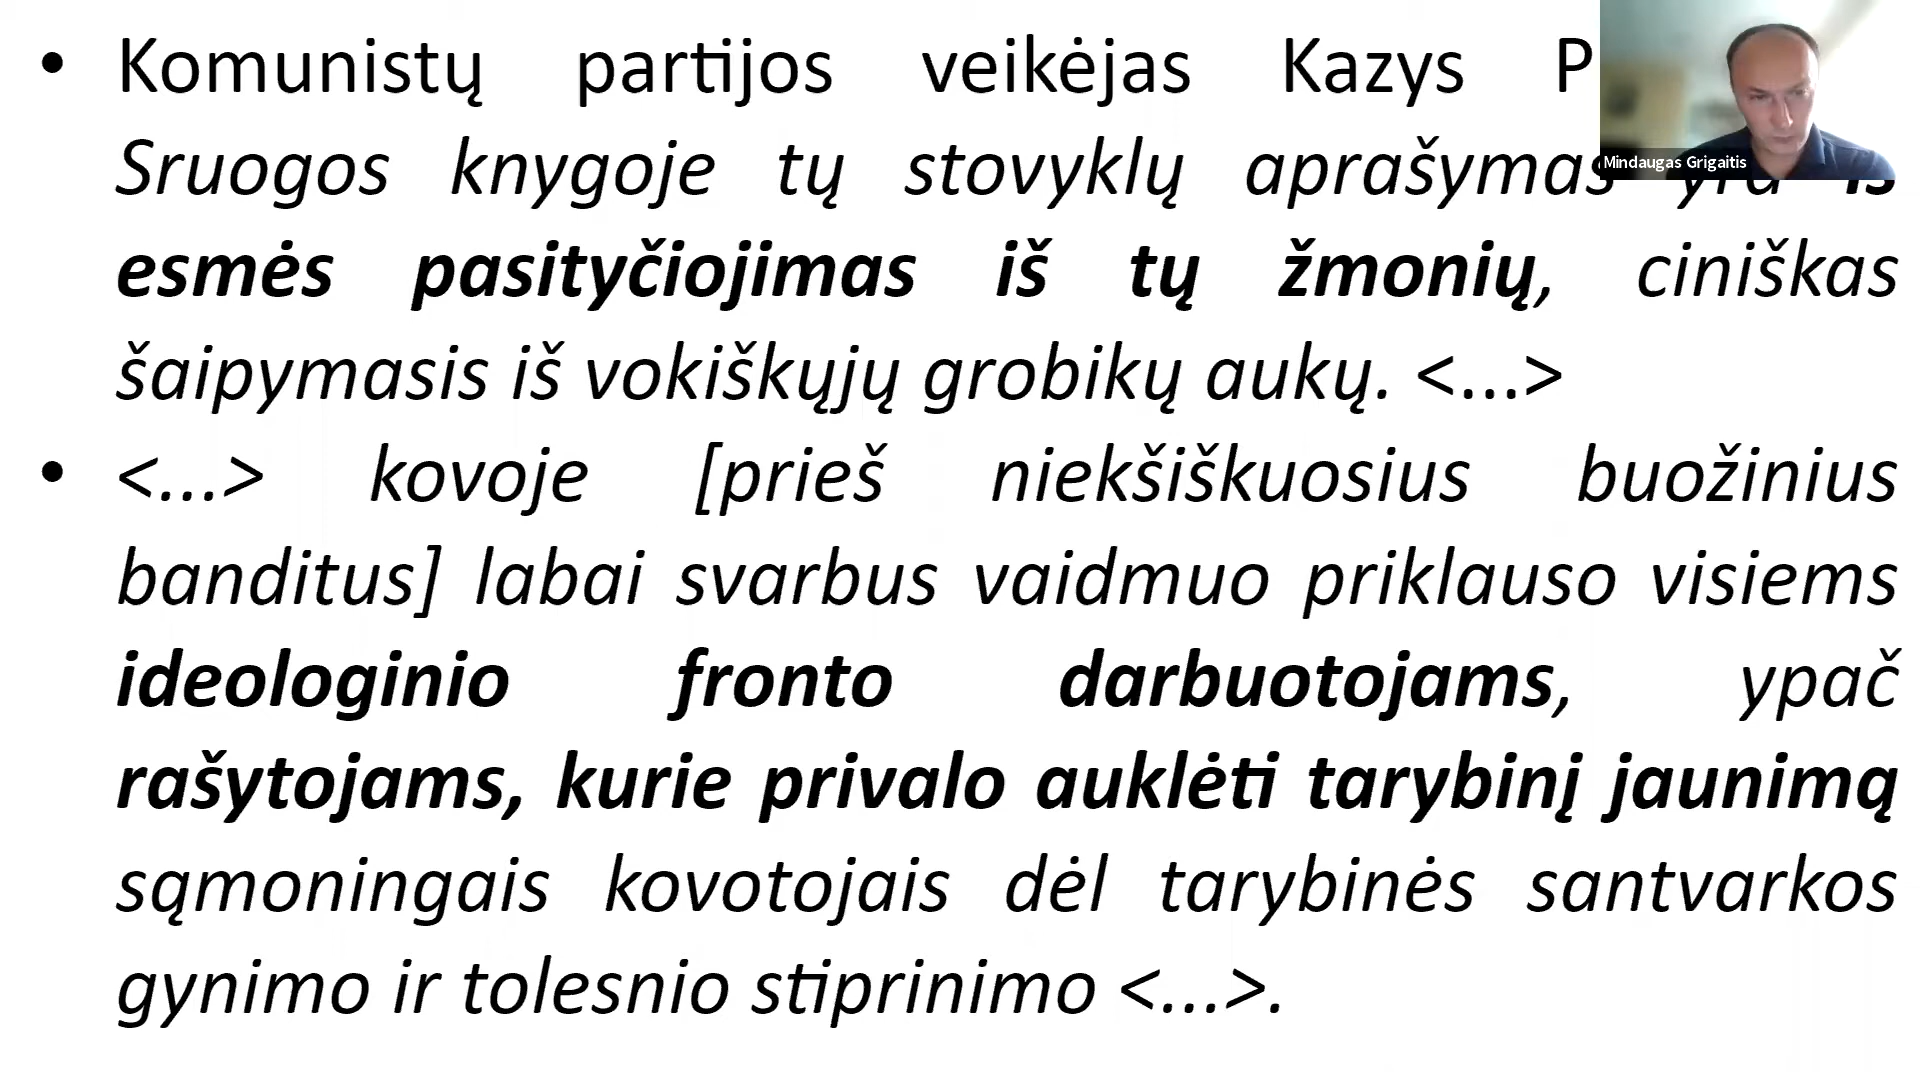 • Komunistų partijos veikėjas Kazys P
Sruogos knygoje tų stovyklų aprašymas yra iš
esmės pasityčiojimas iš tų žmonių, ciniškas
šaipymasis iš vokiškųjų grobikų aukų. <...>
• <...> kovoje [prieš niekšiškuosius buožinius
banditus] labai svarbus vaidmuo priklauso visiems
ideologinio fronto darbuotojams, ypač
rašytojams, kurie privalo auklėti tarybinį jaunimą
sąmoningais kovotojais dėl tarybinės santvarkos
gynimo ir tolesnio stiprinimo <...>.
Mindaugas Grigaitis